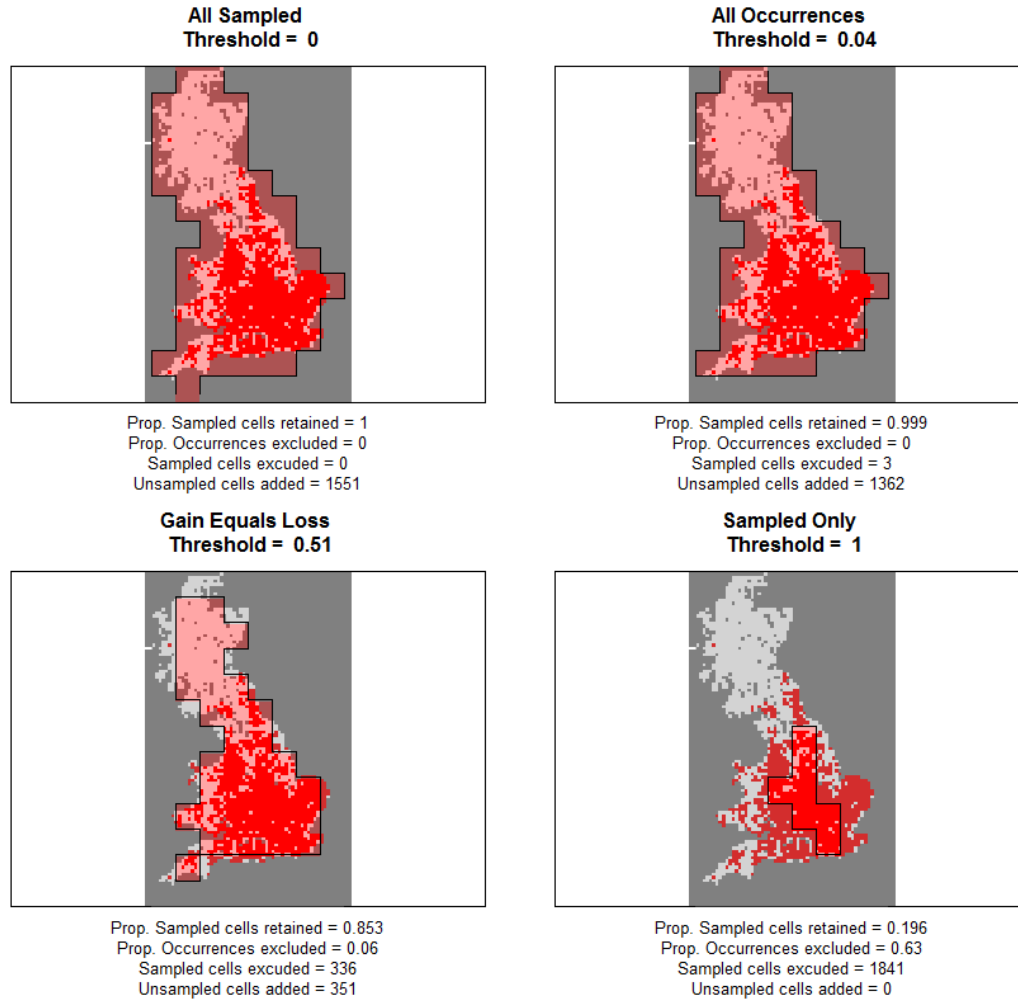 All Sampled
Threshold = 0
All Occurrences
Threshold = 0.04
Prop. Sampled cells retained = 1
Prop. Occurrences excluded = 0
Sampled cells excuded = 0
Unsampled cells added = 1551
Prop. Sampled cells retained = 0.999
Prop. Occurrences excluded = 0
Sampled cells excuded = 3
Unsampled cells added = 1362
Gain Equals Loss
Threshold = 0.51
Sampled Only
Threshold = 1
Prop. Sampled cells retained = 0.853
Prop. Occurrences excluded = 0.06
Sampled cells excuded = 336
Unsampled cells added = 351
Prop. Sampled cells retained = 0.196
Prop. Occurrences excluded = 0.63
Sampled cells excuded = 1841
Unsampled cells added = 0